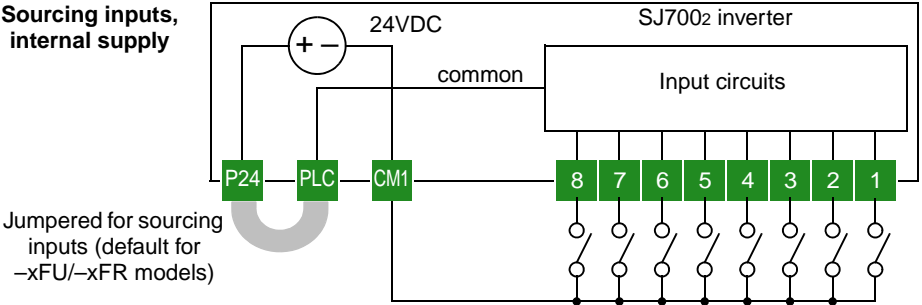 Sourcing inputs,
internal supply
24VDC
SJ7002 inverter
+ –
common
Input circuits
P24 PLC CM1 8 7 6 5 4 3 2 1
Jumpered for sourcing
inputs (default for
–xFU/–xFR models)